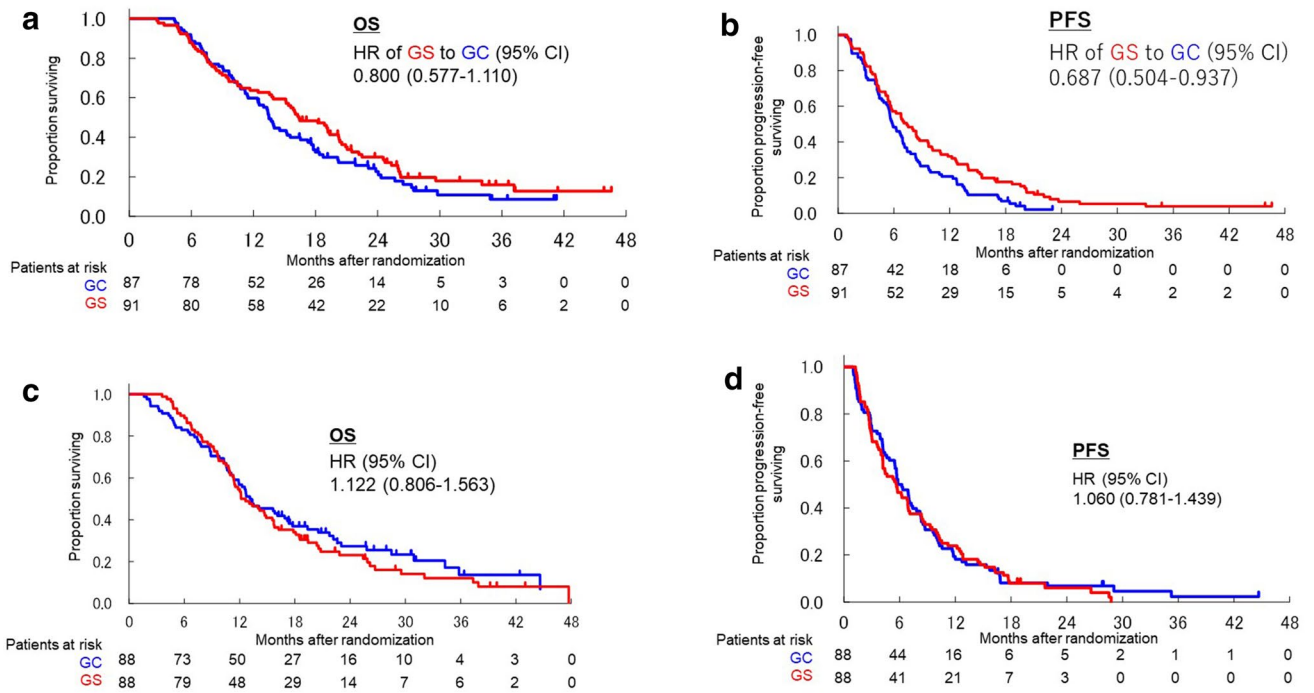 a
OS
HR of GS to GC (95% CI)
0.800 (0.577-1.110)
Proportion surviving
1.0
0.8
0.6
0.4
0.2
0.0
0 6 12 18 24 30 36 42 48
Months after randomization
Patients at risk
GC 87 78 52 26 14 5 3 0 0
GS 91 80 58 42 22 10 6 2 0
b
PFS
HR of GS to GC (95% CI)
0.687 (0.504-0.937)
Proportion progression-free
surviving
1.0
0.8
0.6
0.4
0.2
0.0
0 6 12 18 24 30 36 42 48
Months after randomization
Patients at risk
GC 87 42 18 6 0 0 0 0 0
GS 91 52 29 15 5 4 2 2 0
c
OS
HR (95% CI)
1.122 (0.806-1.563)
Proportion surviving
1.0
0.8
0.6
0.4
0.2
0.0
0 6 12 18 24 30 36 42 48
Months after randomization
Patients at risk
GC 88 73 50 27 16 10 4 3 0
GS 88 79 48 29 14 7 6 2 0
d
PFS
HR (95% CI)
1.060 (0.781-1.439)
Proportion progression-free
surviving
1.0
0.8
0.6
0.4
0.2
0.0
0 6 12 18 24 30 36 42 48
Months after randomization
Patients at risk
GC 88 44 16 6 5 2 1 1 0
GS 88 41 21 7 3 0 0 0 0